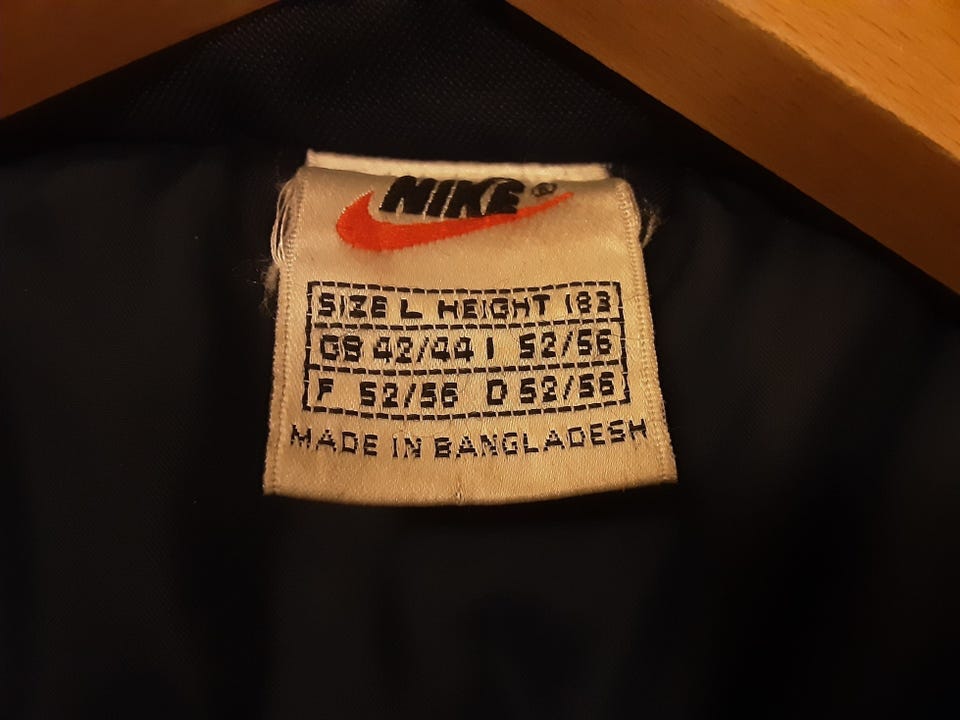 NIKE ®
SIZE L HEIGHT 183
GB 42/44 I 52/56
F 52/56 D 52/56
MADE IN BANGLADESH